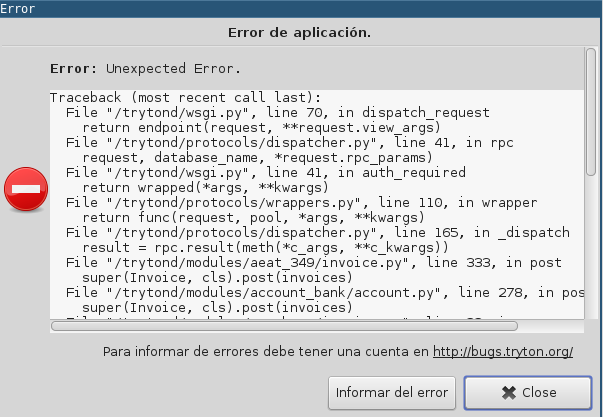 Error
Error de aplicación.
Error: Unexpected Error.
Traceback (most recent call last):
File "/trytond/wsgi.py", line 70, in dispatch_request
return endpoint(request, **request.view_args)
File "/trytond/protocols/dispatcher.py", line 41, in rpc
request, database_name, *request.rpc_params)
File "/trytond/wsgi.py", line 41, in auth_required
return wrapped(*args, **kwargs)
File "/trytond/protocols/wrappers.py", line 110, in wrapper
return func(request, pool, *args, **kwargs)
File "/trytond/protocols/dispatcher.py", line 165, in _dispatch
result = rpc.result(meth(*c_args, **c_kwargs))
File "/trytond/modules/aeat_349/invoice.py", line 333, in post
super(Invoice, cls).post(invoices)
File "/trytond/modules/account_bank/account.py", line 278, in pos
super(Invoice, cls).post(invoices)
Para informar de errores debe tener una cuenta en http://bugs.tryton.org/
Informar del error
Close